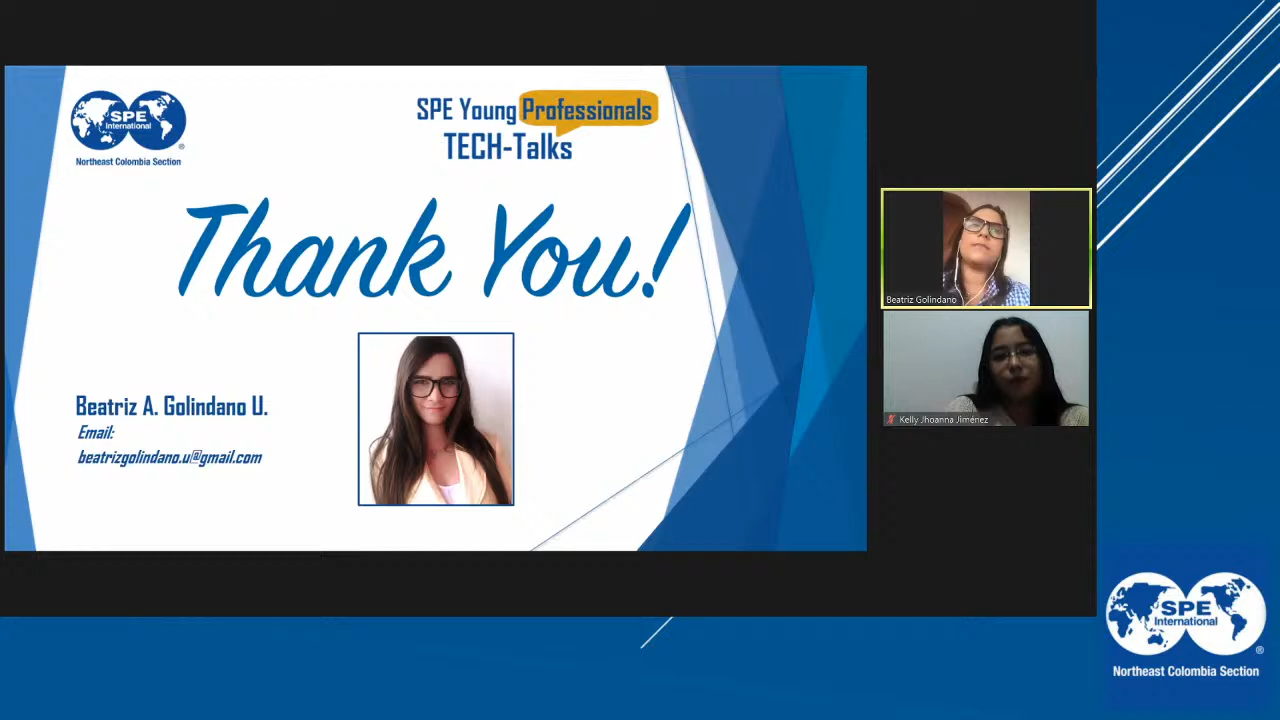 SPE
International
®
Northeast Colombia Section
SPE Young Professionals
TECH-Talks
Thank You!
Beatriz A. Golindano U.
Email:
beatrizgolindano.u@gmail.com
Beatriz Golindano
Kelly Jhoanna Jiménez
SPE
International
®
Northeast Colombia Section